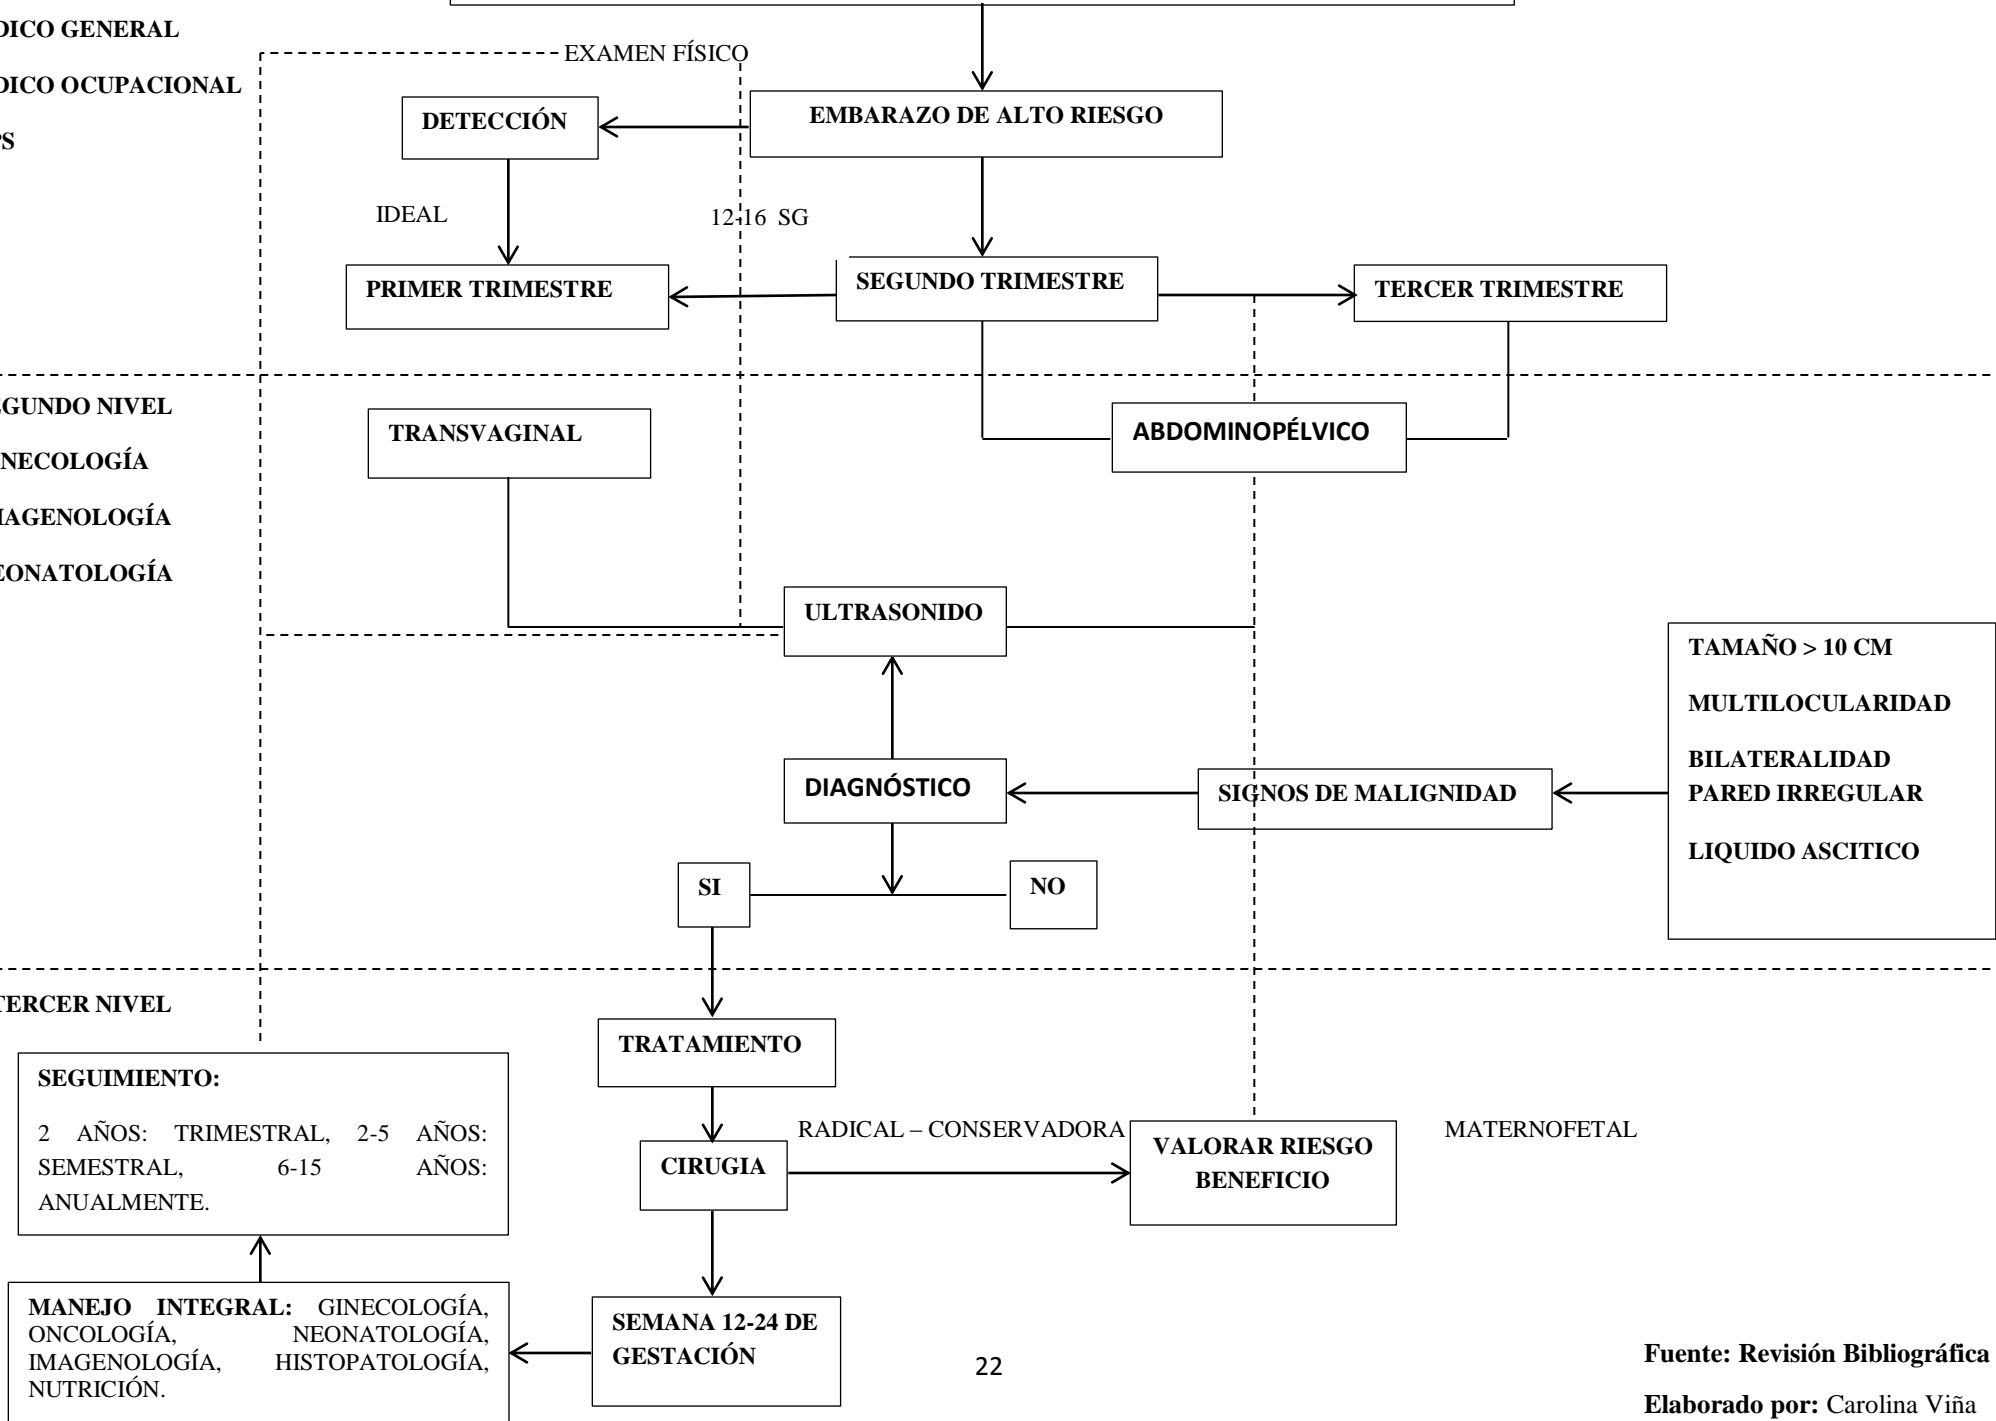 DICO GENERAL
EXAMEN FÍSICO
DICO OCUPACIONAL
DETECCIÓN
EMBARAZO DE ALTO RIESGO
PS
IDEAL
12-16 SG
PRIMER TRIMESTRE
SEGUNDO TRIMESTRE
TERCER TRIMESTRE
EGUNDO NIVEL
TRANSVAGINAL
ABDOMINOPÉLVICO
NECOLOGÍA
AGENOLOGÍA
EONATOLOGÍA
ULTRASONIDO
TAMAÑO > 10 CM
MULTILOCULARIDAD
BILATERALIDAD
PARED IRREGULAR
LIQUIDO ASCITICO
DIAGNÓSTICO
SIGNOS DE MALIGNIDAD
SI
NO
TERCER NIVEL
TRATAMIENTO
SEGUIMIENTO:
2 AÑOS: TRIMESTRAL, 2-5 AÑOS:
SEMESTRAL, 6-15 AÑOS:
ANUALMENTE.
CIRUGIA
RADICAL – CONSERVADORA
VALORAR RIESGO
BENEFICIO
MATERNOFETAL
MANEJO INTEGRAL: GINECOLOGÍA,
ONCOLOGÍA, NEONATOLOGÍA,
IMAGENOLOGÍA, HISTOPATOLOGÍA,
NUTRICIÓN.
SEMANA 12-24 DE
GESTACIÓN
22
Fuente: Revisión Bibliográfica
Elaborado por: Carolina Viña